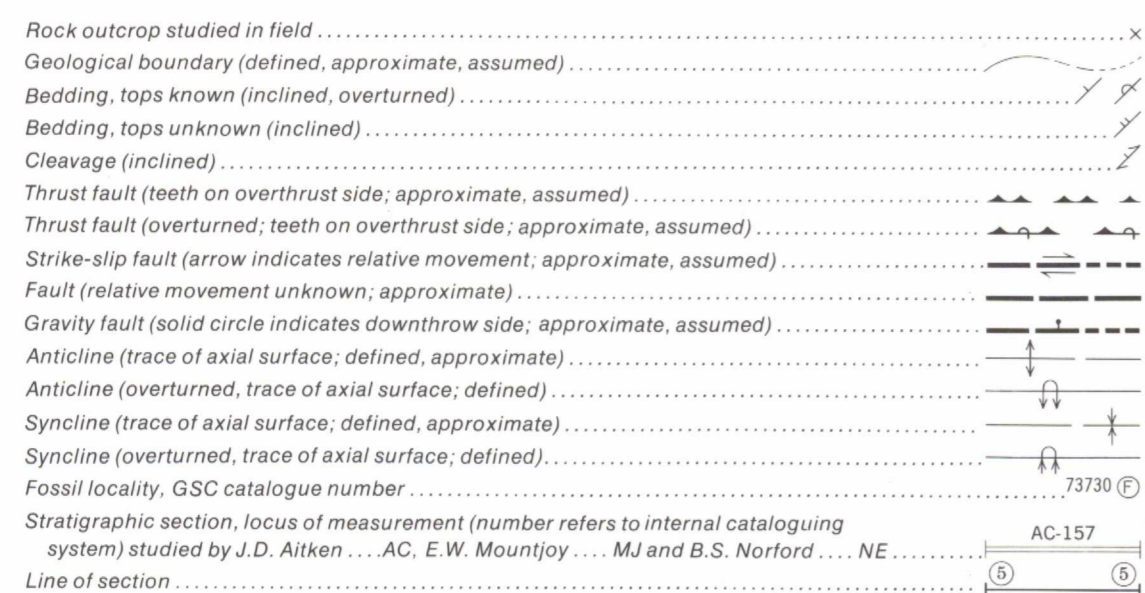 Rock outcrop studied in field
Geological boundary (defined, approximate, assumed)
Bedding, tops known (inclined, overturned)
Bedding, tops unknown (inclined)
Cleavage (inclined)
Thrust fault (teeth on overthrust side; approximate, assumed)
Thrust fault (overturned; teeth on overthrust side; approximate, assumed)
Strike-slip fault (arrow indicates relative movement; approximate, assumed)
Fault (relative movement unknown; approximate)
Gravity fault (solid circle indicates downthrow side; approximate, assumed)
Anticline (trace of axial surface; defined, approximate)
Anticline (overturned, trace of axial surface; defined)
Syncline (trace of axial surface; defined, approximate)
Syncline (overturned, trace of axial surface; defined)
Fossil locality, GSC catalogue number 73730 F
Stratigraphic section, locus of measurement (number refers to internal cataloguing
system) studied by J.D. Aitken .... AC, E.W. Mountjoy .... MJ and B.S. Norford .... NE AC-157
Line of section 5 5